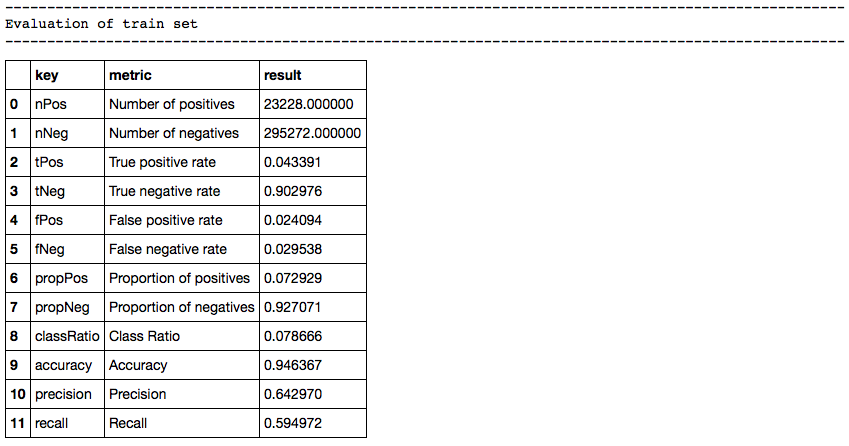 Evaluation of train set
key metric result
0 nPos Number of positives 23228.000000
1 nNeg Number of negatives 295272.000000
2 tPos True positive rate 0.043391
3 tNeg True negative rate 0.902976
4 fPos False positive rate 0.024094
5 fNeg False negative rate 0.029538
6 propPos Proportion of positives 0.072929
7 propNeg Proportion of negatives 0.927071
8 classRatio Class Ratio 0.078666
9 accuracy Accuracy 0.946367
10 precision Precision 0.642970
11 recall Recall 0.594972